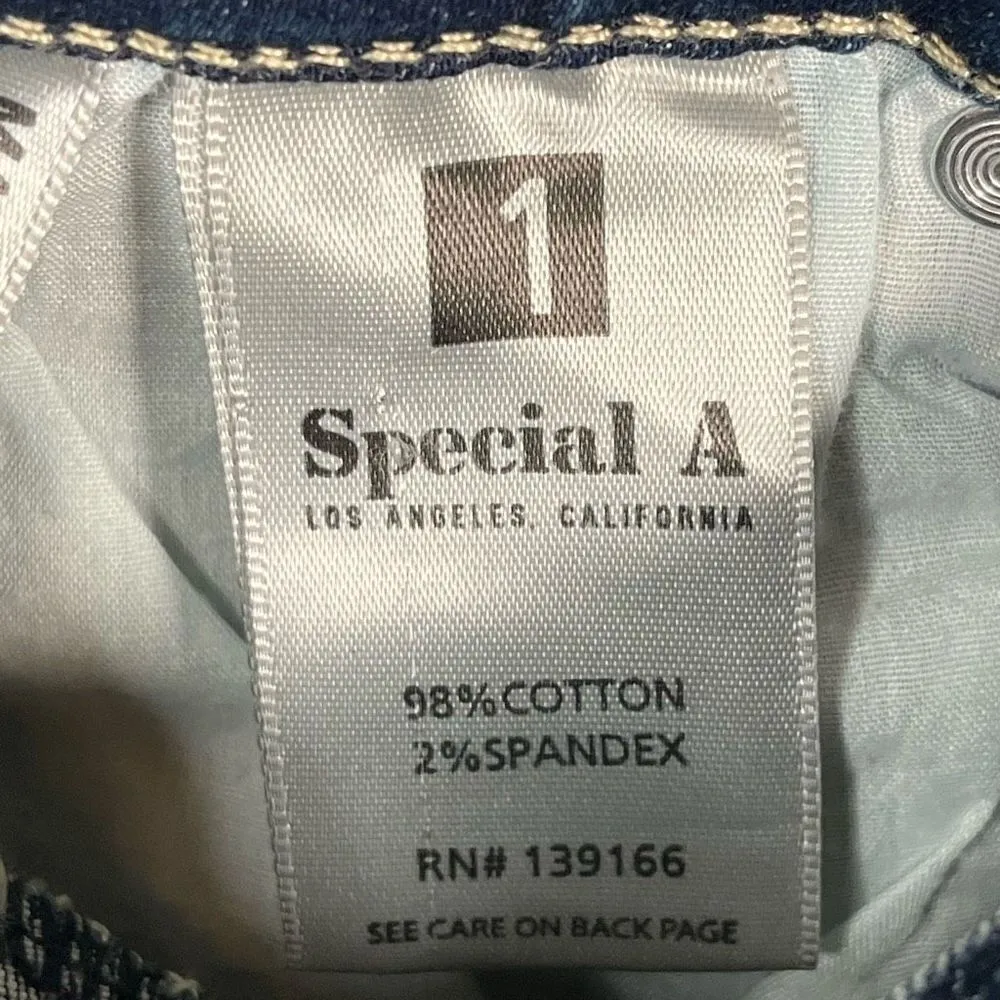 1
Special A
LOS ANGELES, CALIFORNIA
98%COTTON
2%SPANDEX
RN# 139166
SEE CARE ON BACK PAGE